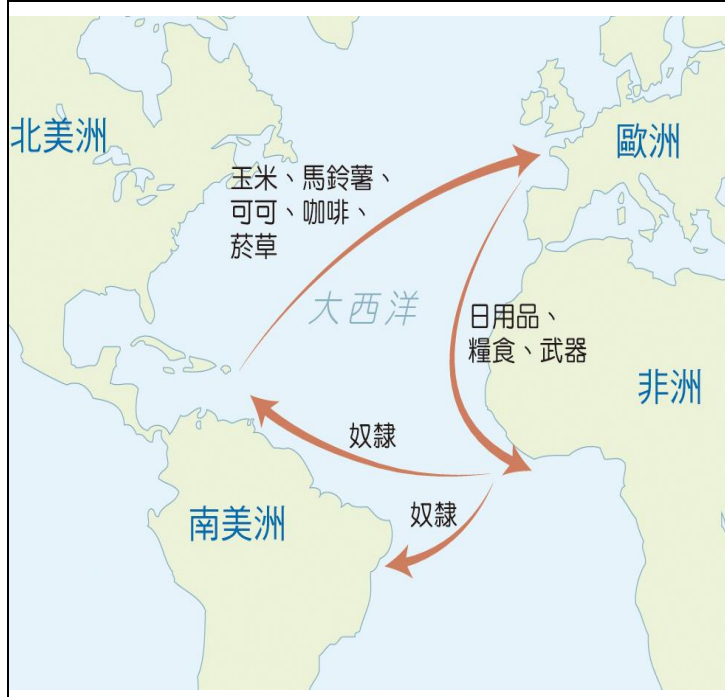 北美洲
歐洲
玉米、馬鈴薯、
可可、咖啡、
菸草
大西洋
日用品、
糧食、武器
非洲
奴隸
南美洲
奴隸